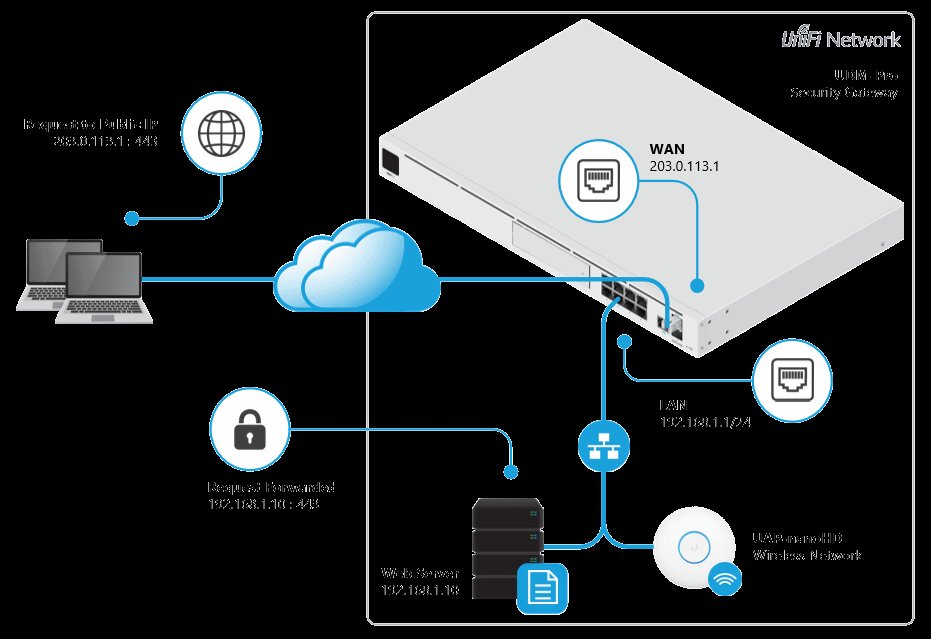 UniFi Network
UDM-Pro
Security Gateway
Request to Public IP
203.0.113.1 : 443
WAN
203.0.113.1
LAN
192.168.1.1/24
Request Forwarded
192.168.1.10 : 443
UAP-nanoHD
Wireless Network
Web Server
192.168.1.10